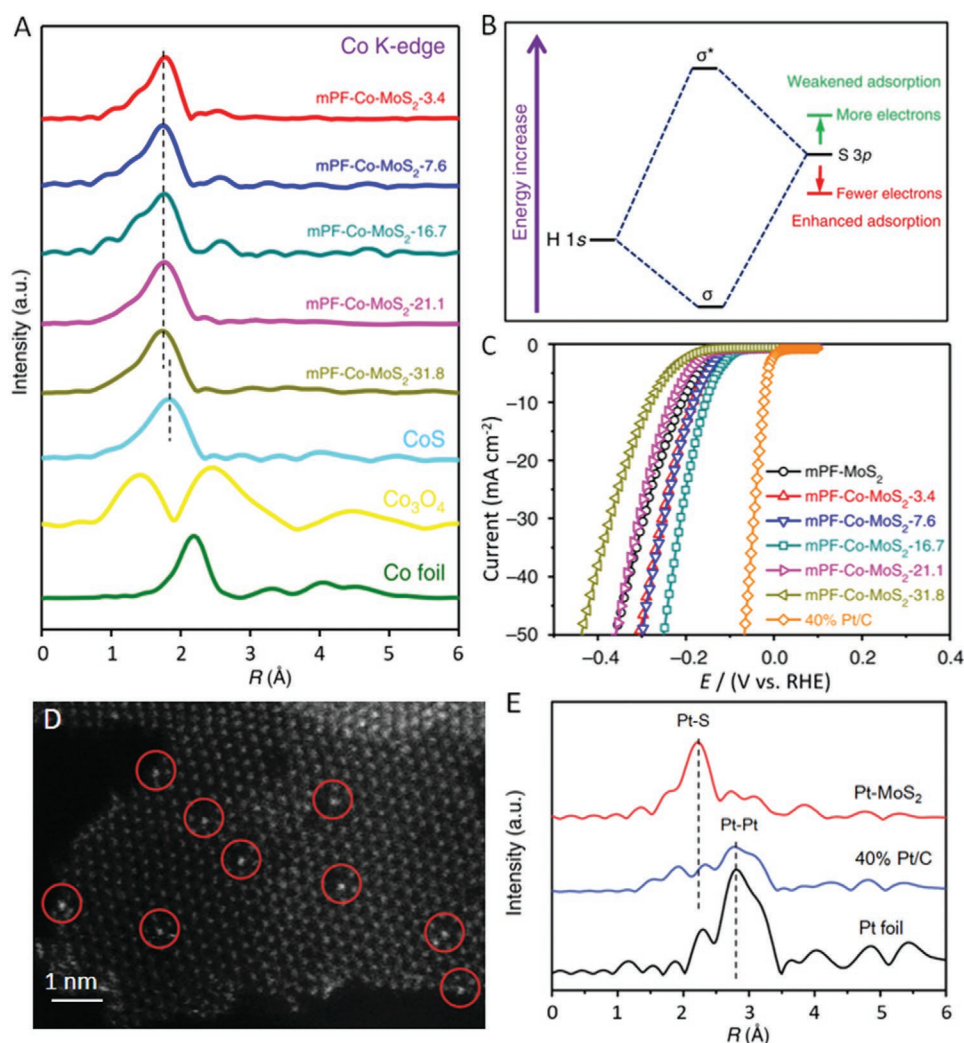 A
Co K-edge
mPF-Co-MoS₂-3.4
mPF-Co-MoS₂-7.6
mPF-Co-MoS₂-16.7
mPF-Co-MoS₂-21.1
mPF-Co-MoS₂-31.8
CoS
Co₃O₄
Co foil
Intensity (a.u.)
0 1 2 3 4 5 6
R (Å)
B
Energy increase
σ*
Weakened adsorption
More electrons
S 3p
Fewer electrons
Enhanced adsorption
H 1s
σ
C
0
−10
−20
−30
−40
−50
Current (mA cm⁻²)
mPF-MoS₂
mPF-Co-MoS₂-3.4
mPF-Co-MoS₂-7.6
mPF-Co-MoS₂-16.7
mPF-Co-MoS₂-21.1
mPF-Co-MoS₂-31.8
40% Pt/C
−0.4 −0.2 0.0 0.2 0.4
E / (V vs. RHE)
D
1 nm
E
Pt-S
Pt-MoS₂
Pt-Pt
40% Pt/C
Pt foil
Intensity (a.u.)
0 1 2 3 4 5 6
R (Å)